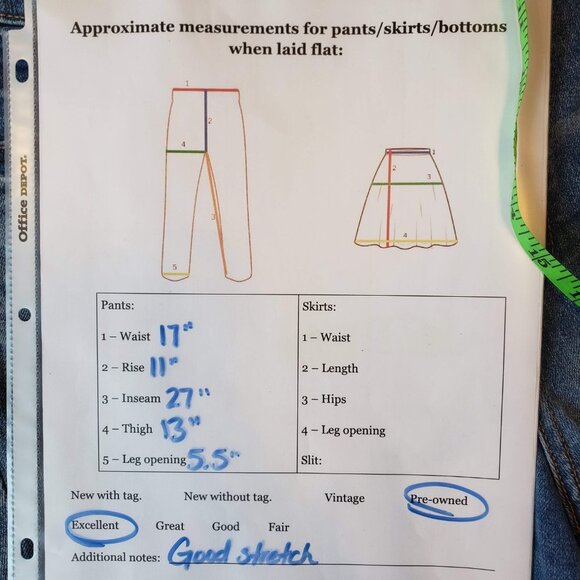 Approximate measurements for pants/skirts/bottoms
when laid flat:
1
2
4
3
5
1
2
3
4
Office DEPOT.
Pants:
1 – Waist 17"
2 – Rise 11"
3 – Inseam 27"
4 – Thigh 13"
5 – Leg opening 5.5"
Skirts:
1 – Waist
2 – Length
3 – Hips
4 – Leg opening
Slit:
New with tag. New without tag. Vintage Pre-owned
Excellent Great Good Fair
Additional notes: Good stretch
15